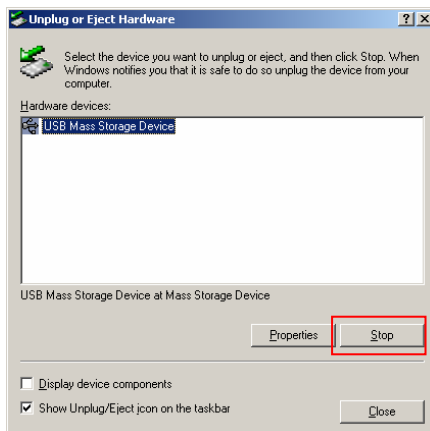 Unplug or Eject Hardware
Select the device you want to unplug or eject, and then click Stop. When
Windows notifies you that it is safe to do so unplug the device from your
computer.
Hardware devices:
USB Mass Storage Device
USB Mass Storage Device at Mass Storage Device
Properties
Stop
Display device components
Show Unplug/Eject icon on the taskbar
Close